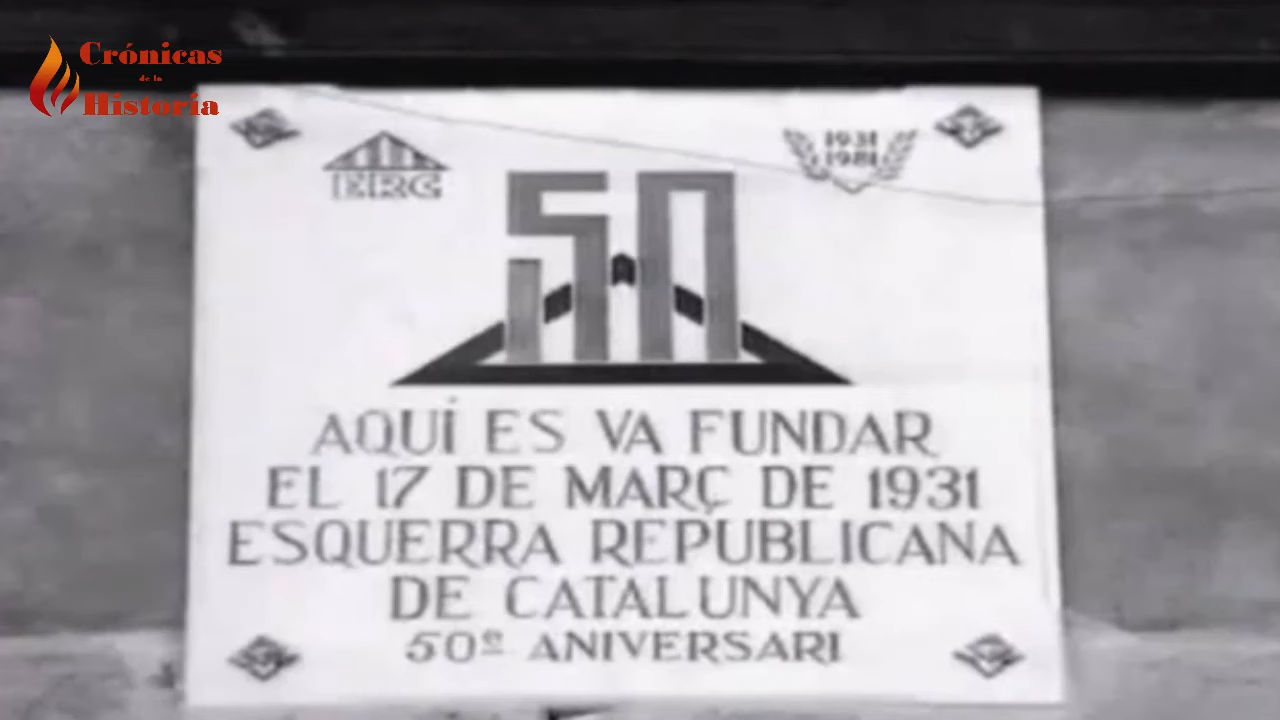 Crónicas
de la
Historia
ERC
1931
1981
50
AQUÍ ES VA FUNDAR
EL 17 DE MARÇ DE 1931
ESQUERRA REPUBLICANA
DE CATALUNYA
50º ANIVERSARI